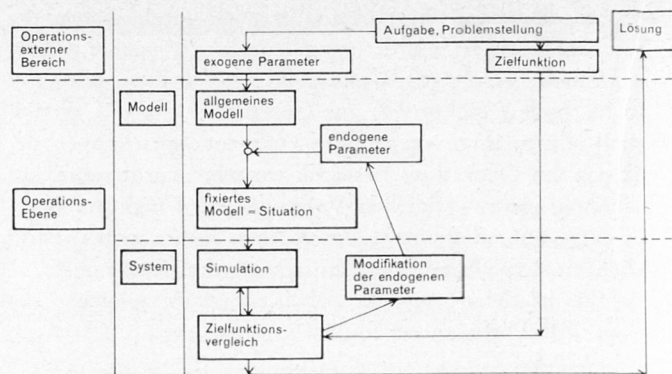 Operations-
externer
Bereich
Aufgabe, Problemstellung
Lösung
exogene Parameter
Zielfunktion
Modell
allgemeines
Modell
endogene
Parameter
Operations-
Ebene
fixiertes
Modell = Situation
System
Simulation
Modifikation
der endogenen
Parameter
Zielfunktions-
vergleich